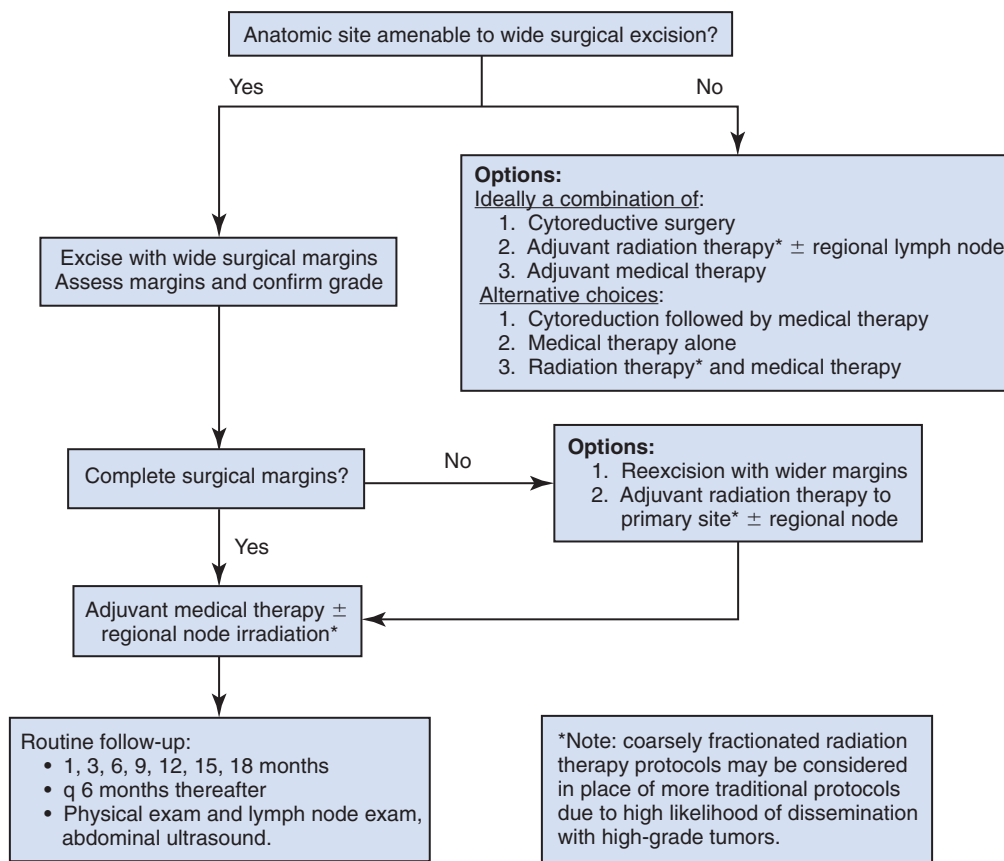 Anatomic site amenable to wide surgical excision?
Yes
No
Options:
Ideally a combination of:
1. Cytoreductive surgery
2. Adjuvant radiation therapy* ± regional lymph node
3. Adjuvant medical therapy
Alternative choices:
1. Cytoreduction followed by medical therapy
2. Medical therapy alone
3. Radiation therapy* and medical therapy
Excise with wide surgical margins
Assess margins and confirm grade
Complete surgical margins?
No
Options:
1. Reexcision with wider margins
2. Adjuvant radiation therapy to
primary site* ± regional node
Yes
Adjuvant medical therapy ±
regional node irradiation*
Routine follow-up:
• 1, 3, 6, 9, 12, 15, 18 months
• q 6 months thereafter
• Physical exam and lymph node exam,
abdominal ultrasound.
*Note: coarsely fractionated radiation
therapy protocols may be considered
in place of more traditional protocols
due to high likelihood of dissemination
with high-grade tumors.